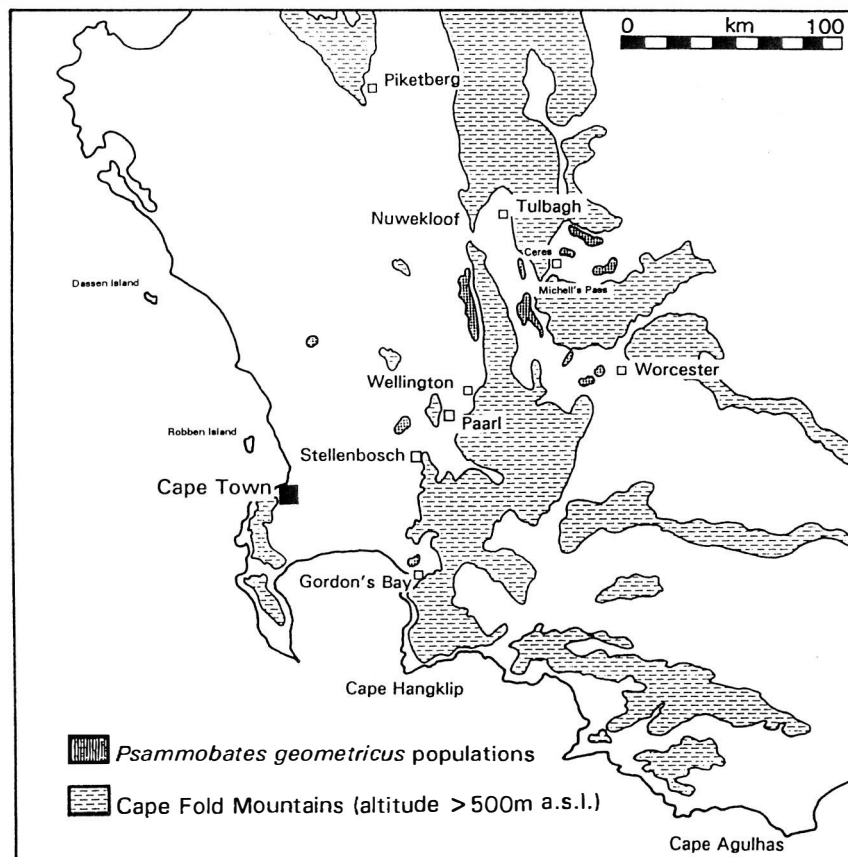 0 km 100
Piketberg
Tulbagh
Nuwekloof
Ceres
Dassen Island
Michell's Pass
Worcester
Wellington
Paarl
Robben Island
Stellenbosch
Cape Town
Gordon's Bay
Cape Hangklip
Psammobates geometricus populations
Cape Fold Mountains (altitude >500m a.s.l.)
Cape Agulhas